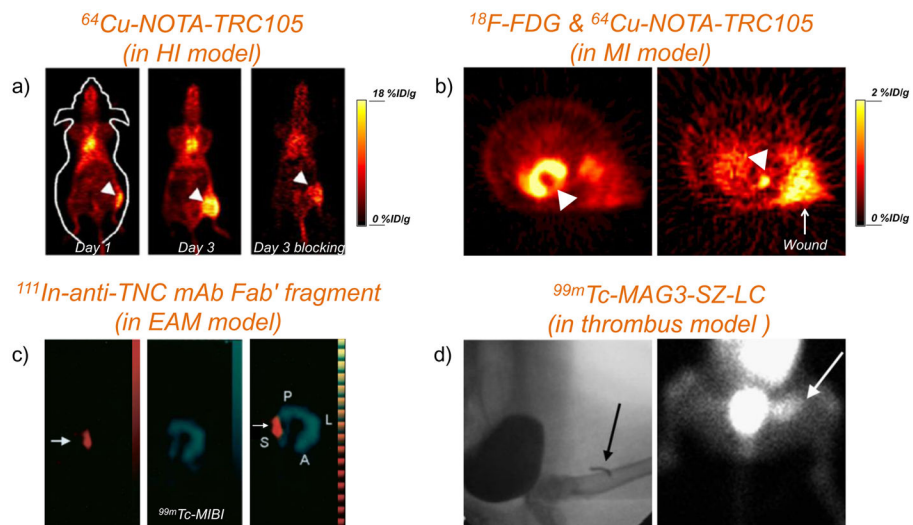 ⁶⁴Cu-NOTA-TRC105
(in HI model)
a)
18 %ID/g
0 %ID/g
Day 1
Day 3
Day 3 blocking
¹⁸F-FDG & ⁶⁴Cu-NOTA-TRC105
(in MI model)
b)
2 %ID/g
0 %ID/g
Wound
¹¹¹In-anti-TNC mAb Fab' fragment
(in EAM model)
c)
P
L
S
A
⁹⁹ᵐTc-MIBI
⁹⁹ᵐTc-MAG3-SZ-LC
(in thrombus model )
d)